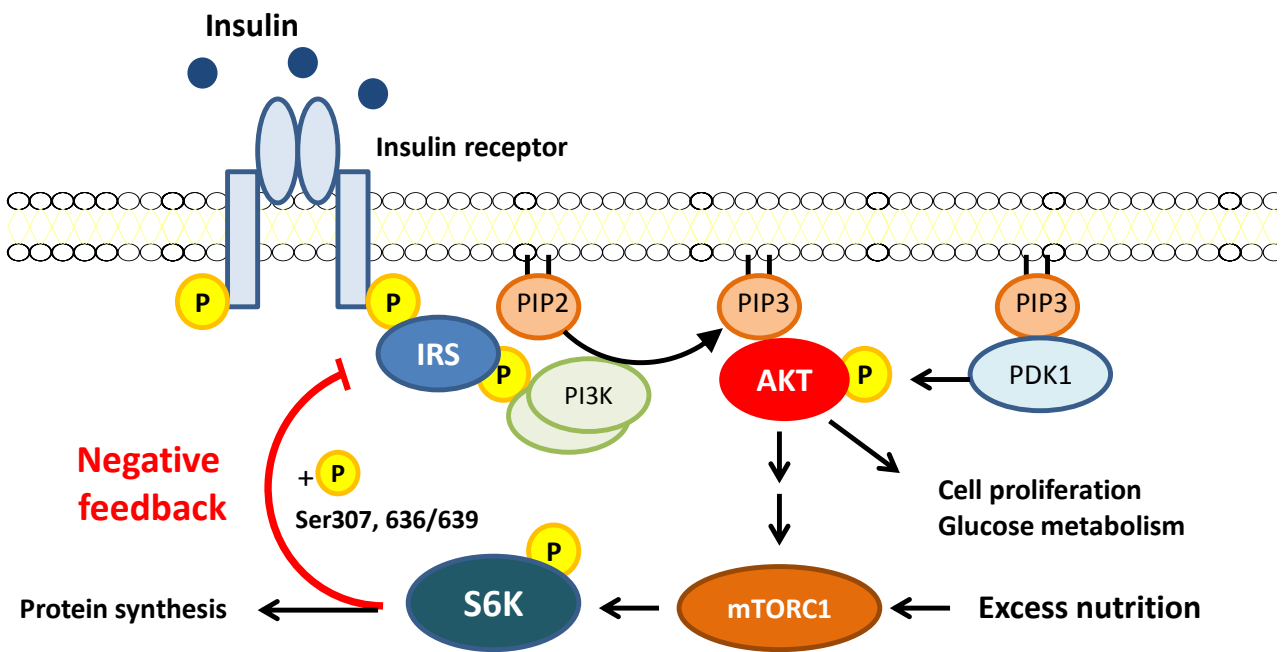 Insulin
Insulin receptor
P
P
PIP2
PIP3
PIP3
IRS
P
PI3K
AKT
P
PDK1
Negative
feedback
+ P
Ser307, 636/639
Cell proliferation
Glucose metabolism
P
Protein synthesis
S6K
mTORC1
Excess nutrition